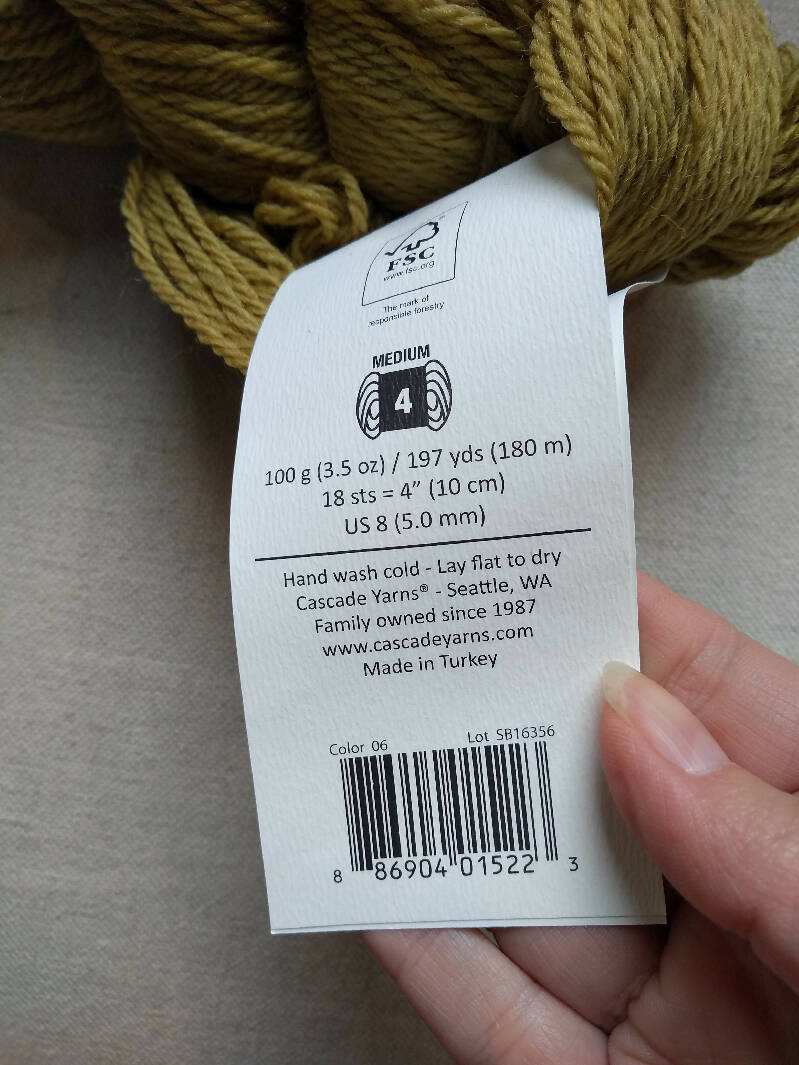 FSC
www.fsc.org
The mark of
responsible forestry
MEDIUM
4
100 g (3.5 oz) / 197 yds (180 m)
18 sts = 4” (10 cm)
US 8 (5.0 mm)
Hand wash cold - Lay flat to dry
Cascade Yarns® - Seattle, WA
Family owned since 1987
www.cascadeyarns.com
Made in Turkey
Color 06 Lot SB16356
8 86904 01522 3